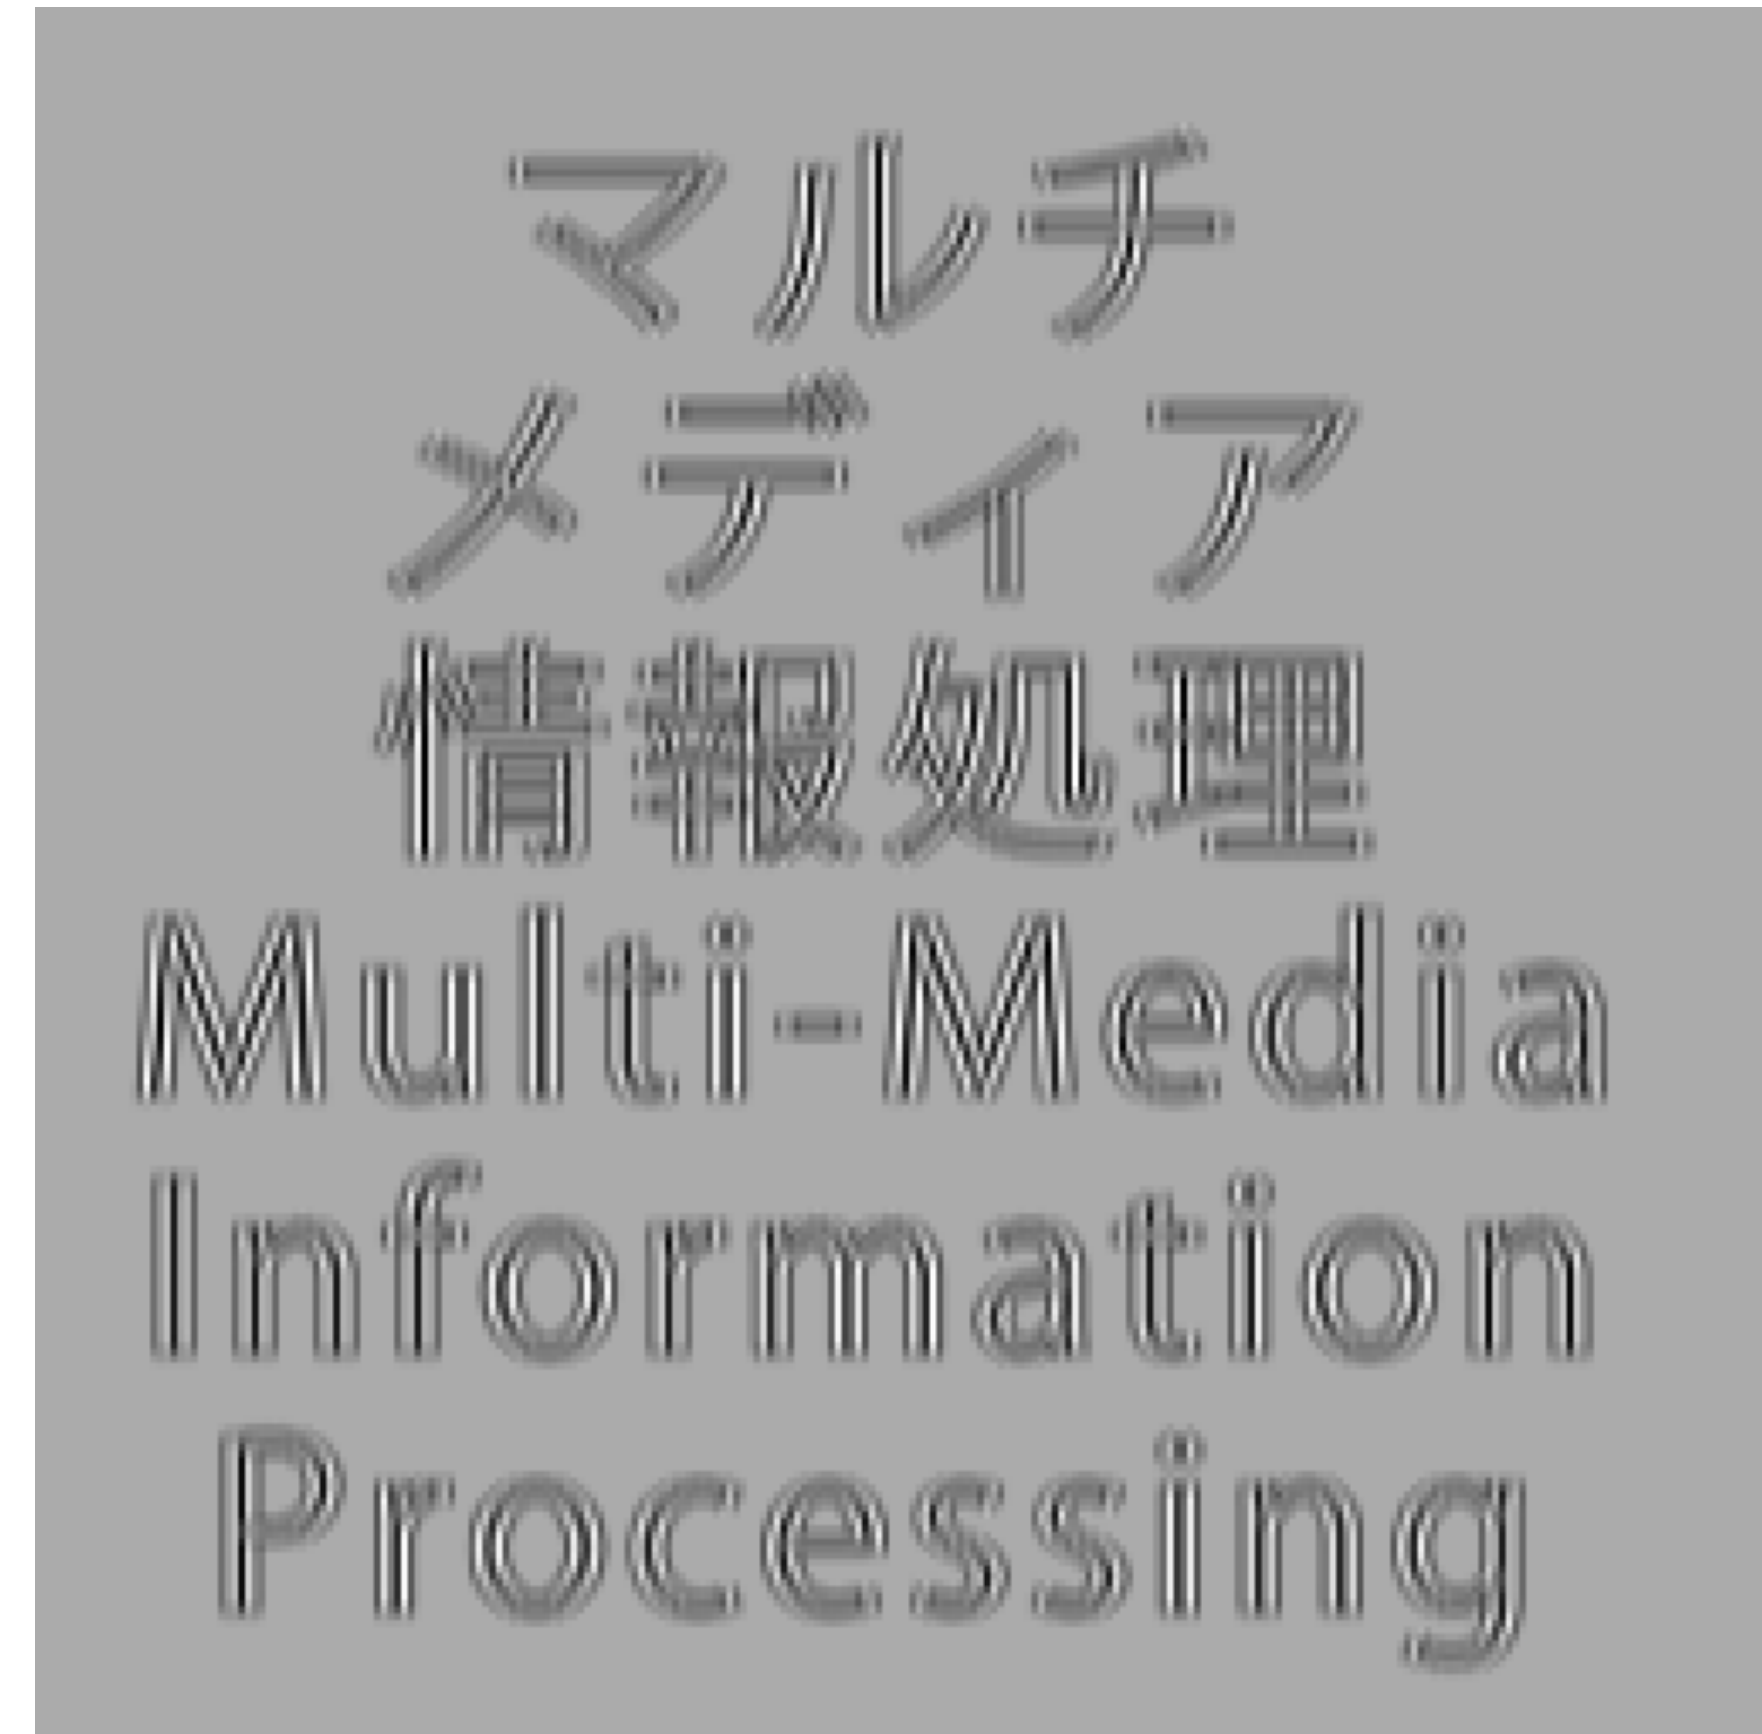 マルチ
メディア
情報処理
Multi-Media
Information
Processing